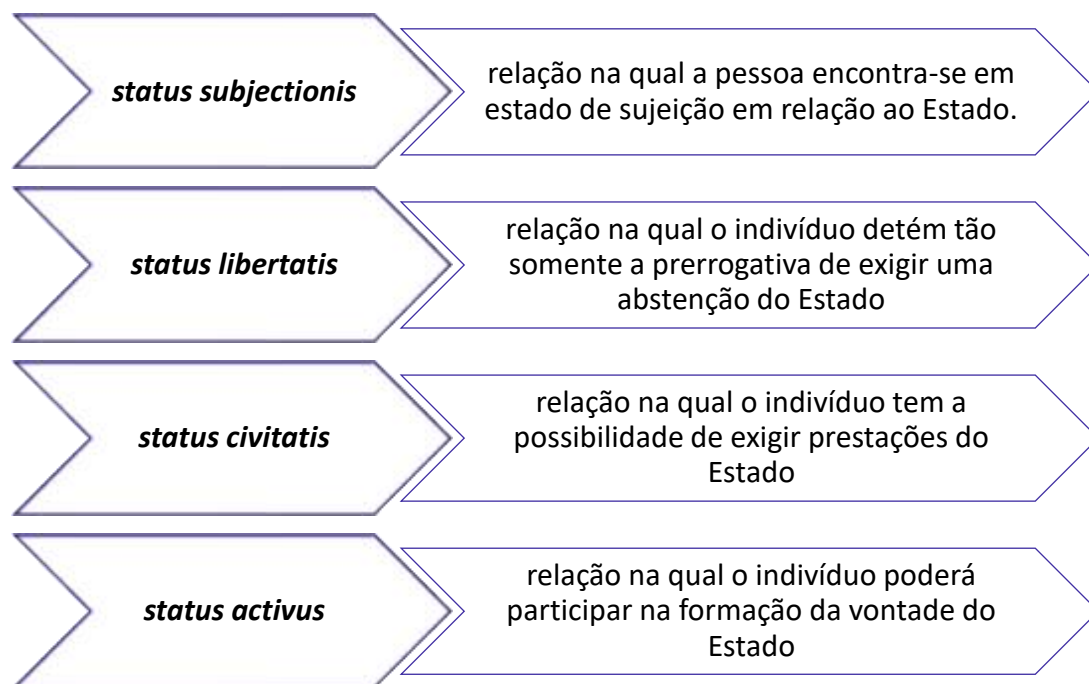 status subjectionis
relação na qual a pessoa encontra-se em
estado de sujeição em relação ao Estado.
status libertatis
relação na qual o indivíduo detém tão
somente a prerrogativa de exigir uma
abstenção do Estado
status civitatis
relação na qual o indivíduo tem a
possibilidade de exigir prestações do
Estado
status activus
relação na qual o indivíduo poderá
participar na formação da vontade do
Estado